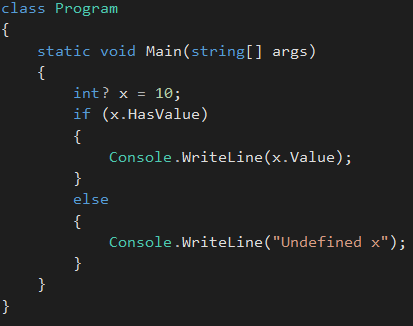 class Program
{
    static void Main(string[] args)
    {
        int? x = 10;
        if (x.HasValue)
        {
            Console.WriteLine(x.Value);
        }
        else
        {
            Console.WriteLine("Undefined x");
        }
    }
}